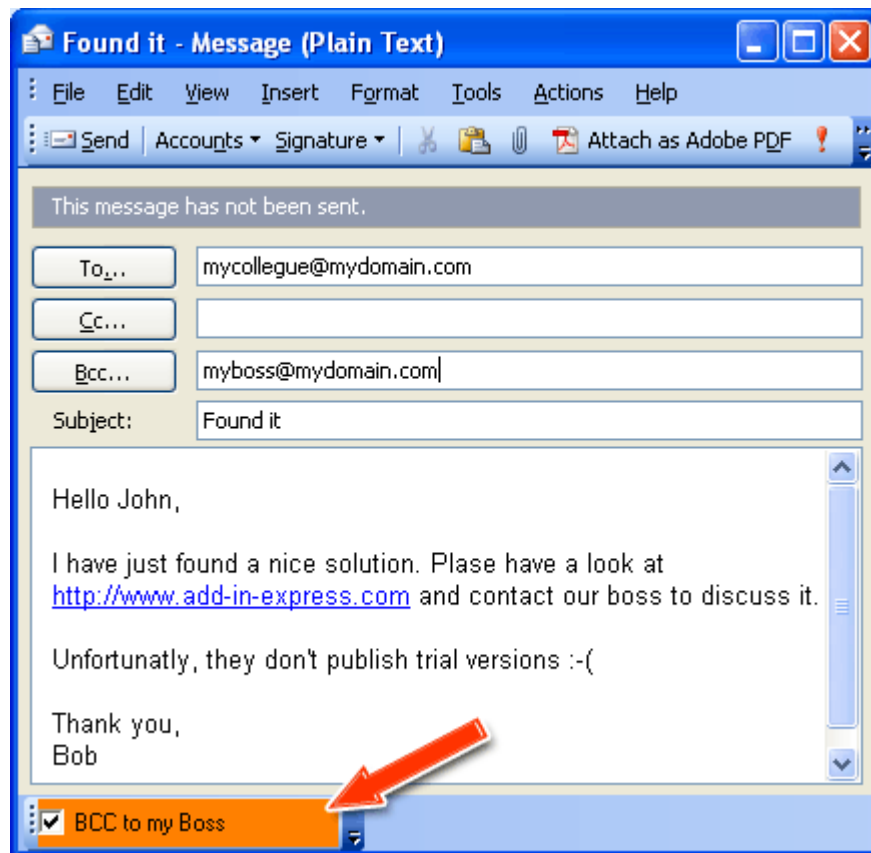 Found it - Message (Plain Text)
File Edit View Insert Format Tools Actions Help
Send Accounts Signature Attach as Adobe PDF
This message has not been sent.
To... mycollegue@mydomain.com
Cc...
Bcc... myboss@mydomain.com
Subject: Found it
Hello John,
I have just found a nice solution. Plase have a look at
http://www.add-in-express.com and contact our boss to discuss it.
Unfortunatly, they don't publish trial versions :-(
Thank you,
Bob
BCC to my Boss